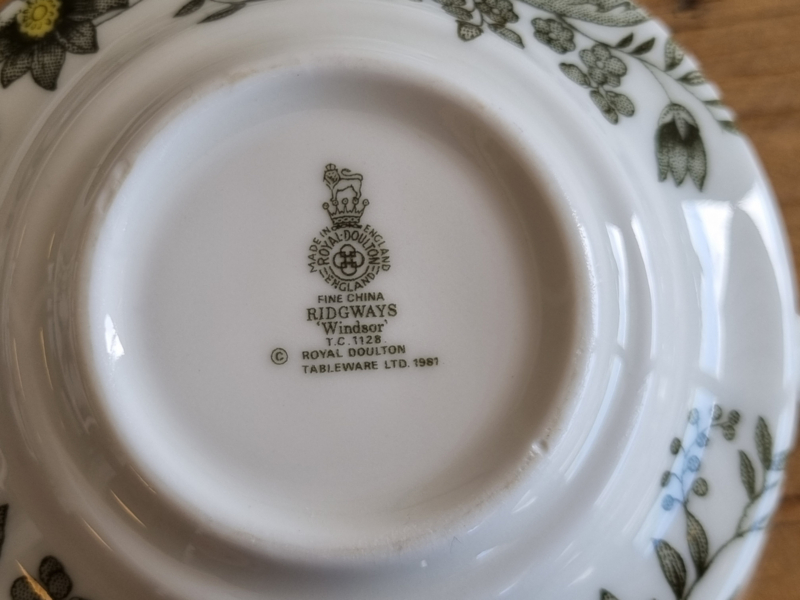 MADE IN ENGLAND
ROYAL·DOULTON
ENGLAND
FINE CHINA
RIDGWAYS
'Windsor'
T.C. 1128
© ROYAL DOULTON
TABLEWARE LTD. 1981